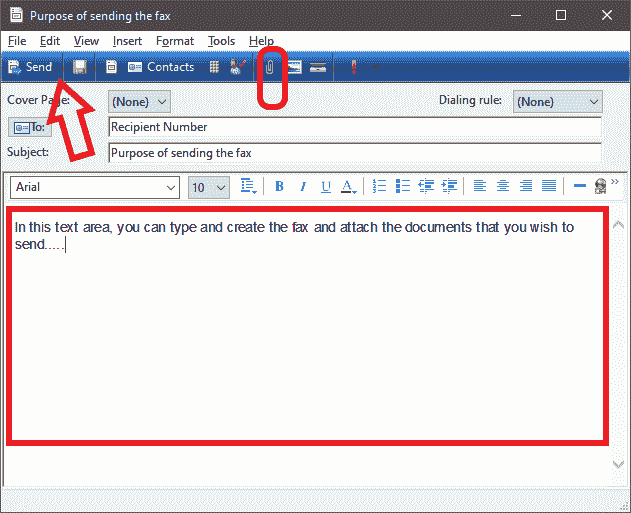 Purpose of sending the fax
File Edit View Insert Format Tools Help
Send Contacts
Cover Page: (None) Dialing rule: (None)
To: Recipient Number
Subject: Purpose of sending the fax
Arial 10 B I U A
In this text area, you can type and create the fax and attach the documents that you wish to
send.....